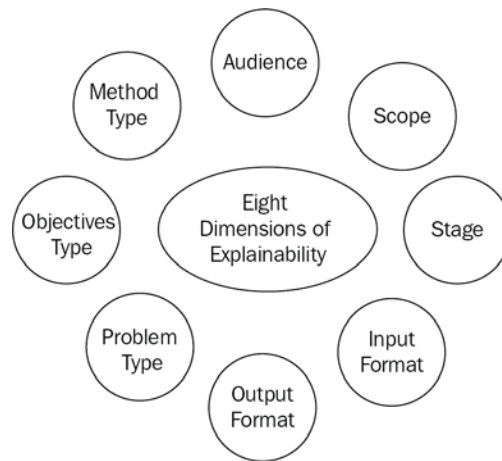 Audience
Method
Type
Scope
Objectives
Type
Eight
Dimensions of
Explainability
Stage
Problem
Type
Input
Format
Output
Format